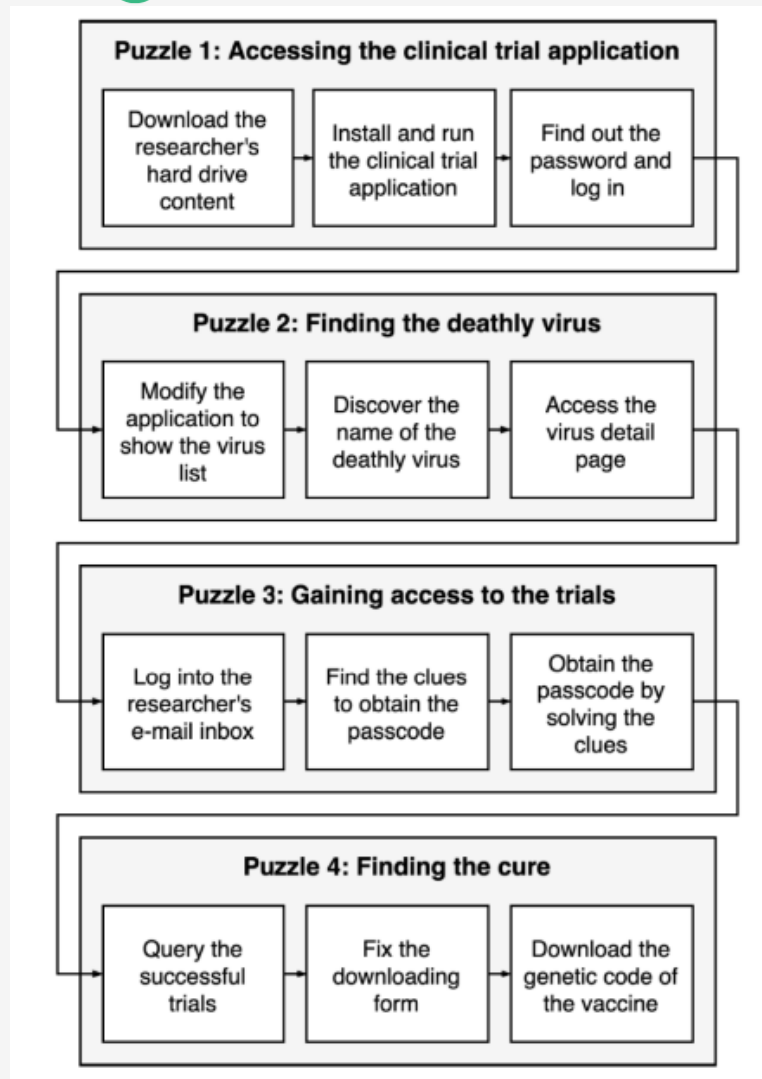 Puzzle 1: Accessing the clinical trial application
Download the
researcher's
hard drive
content
Install and run
the clinical trial
application
Find out the
password and
log in
Puzzle 2: Finding the deathly virus
Modify the
application to
show the virus
list
Discover the
name of the
deathly virus
Access the
virus detail
page
Puzzle 3: Gaining access to the trials
Log into the
researcher's
e-mail inbox
Find the clues
to obtain the
passcode
Obtain the
passcode by
solving the
clues
Puzzle 4: Finding the cure
Query the
successful
trials
Fix the
downloading
form
Download the
genetic code of
the vaccine